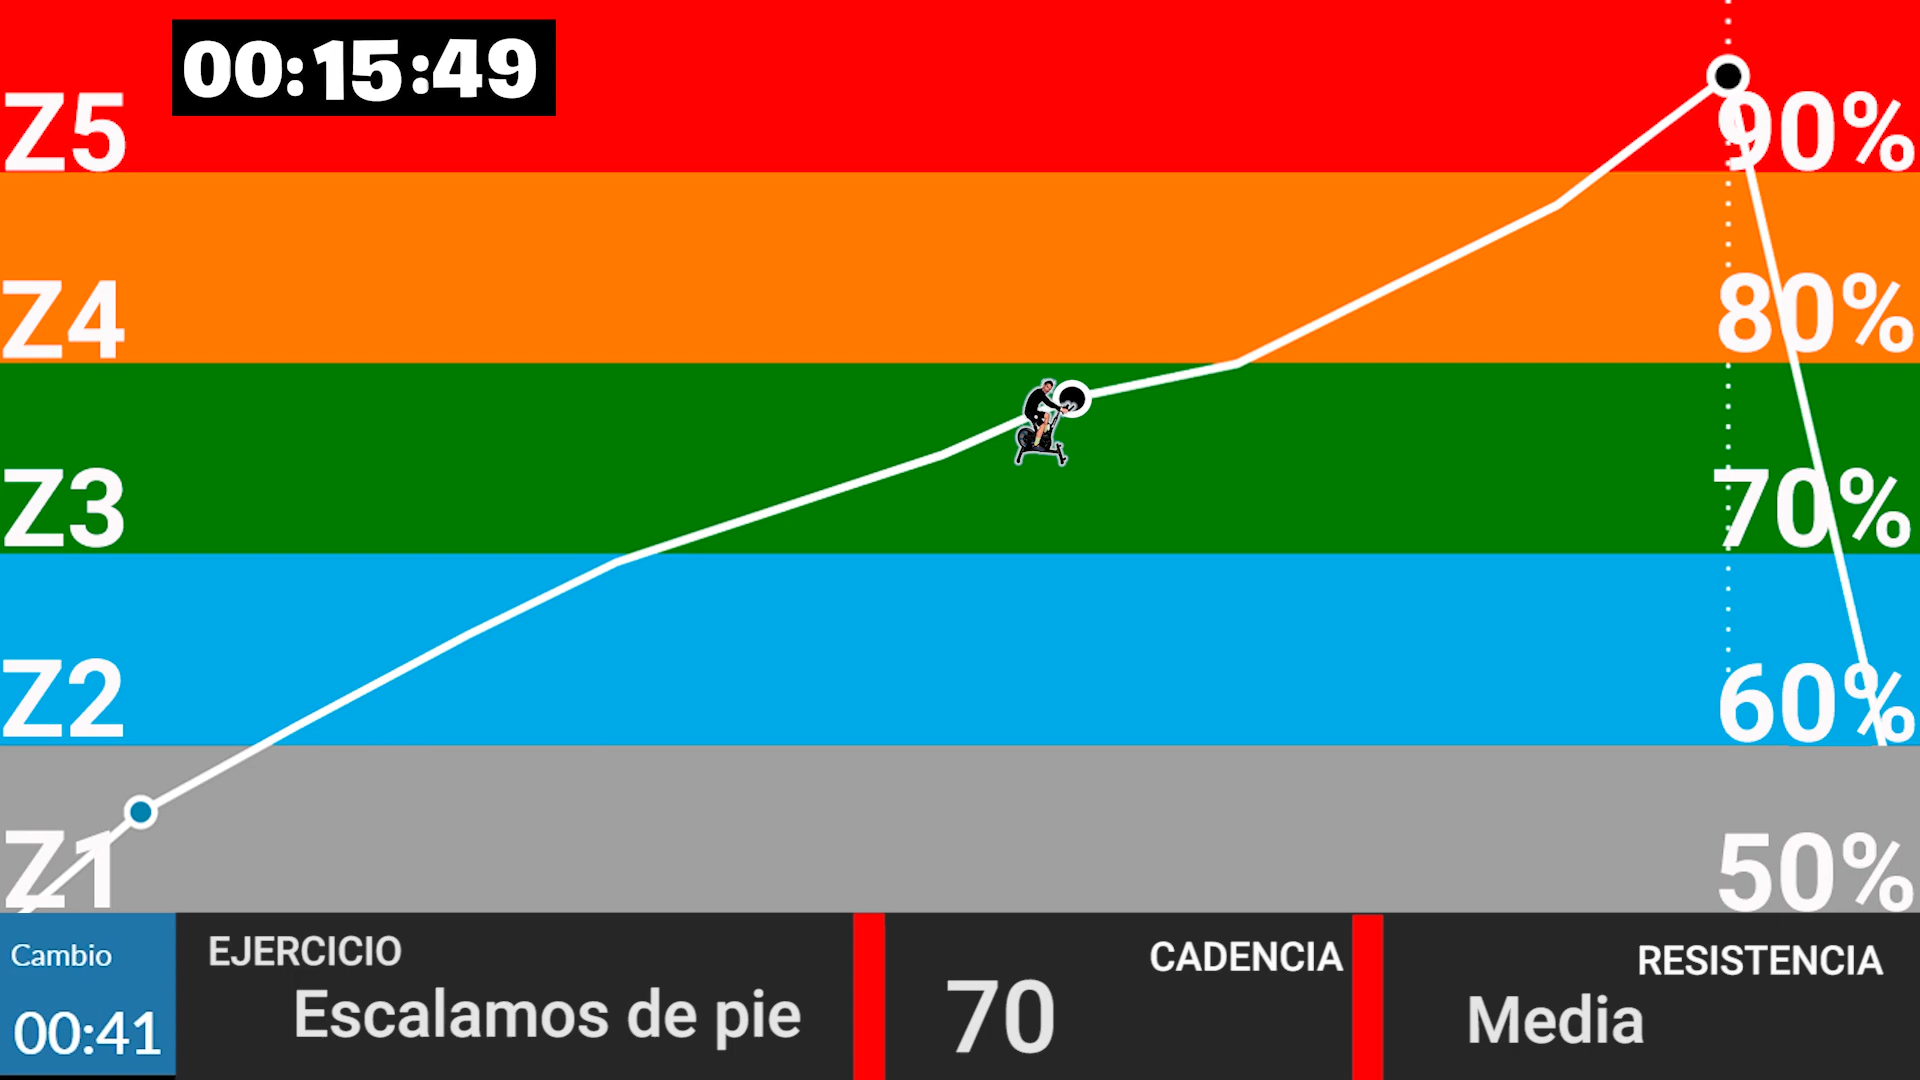 00:15:49
Z5
90%
Z4
80%
Z3
70%
Z2
60%
Z1
50%
Cambio
00:41
EJERCICIO
Escalamos de pie
CADENCIA
70
RESISTENCIA
Media